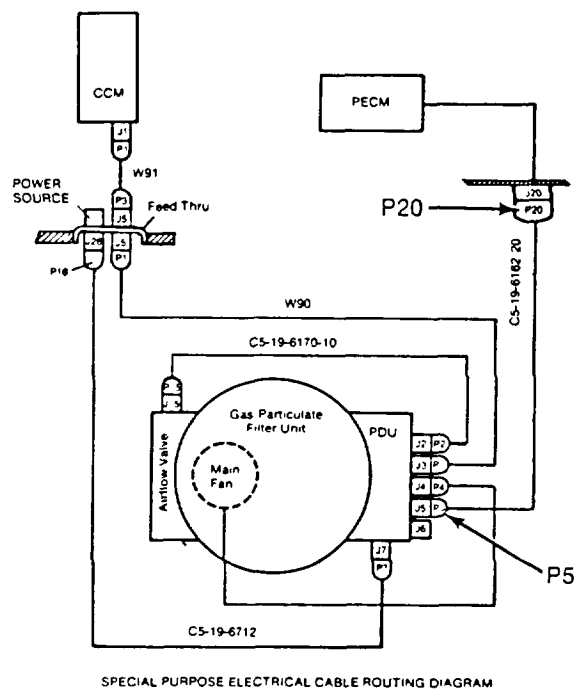 CCM
J1
P1
W91
POWER
SOURCE
P3
J5
Feed Thru
J28
J5
P1
P16
PECM
J20
P20
P20
C5-19-6162 20
W90
C5-19-6170-10
Gas Particulate
Filter Unit
PDU
Airflow Valve
Main
Fan
J2 P2
J3 P
J4 P4
J5 P
J6
J7
P7
P5
C5-19-6712
SPECIAL PURPOSE ELECTRICAL CABLE ROUTING DIAGRAM